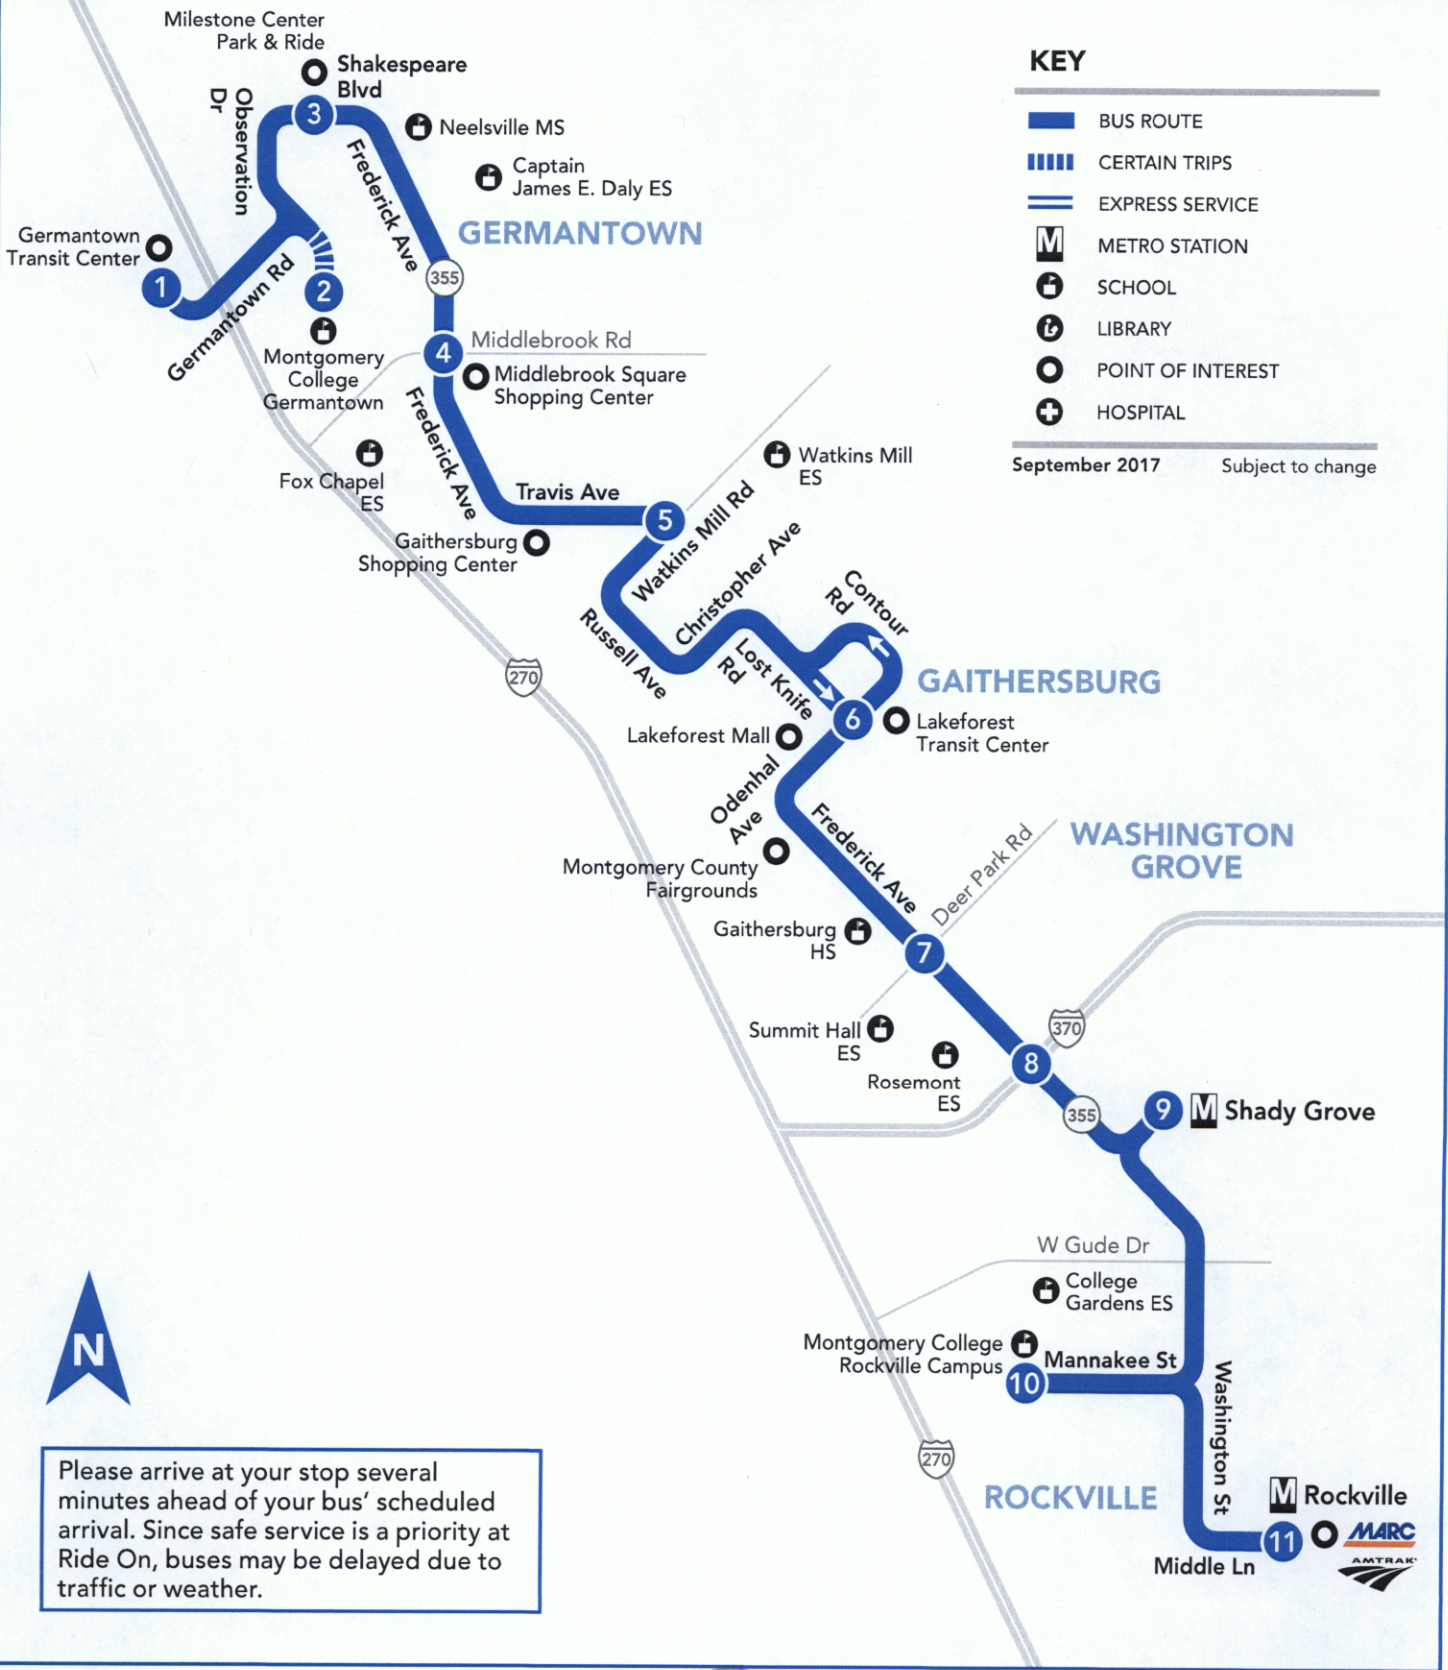 Milestone Center
Park & Ride
Shakespeare
Blvd
3
Observation
Dr
Neelsville MS
Captain
James E. Daly ES
Frederick Ave
GERMANTOWN
Germantown
Transit Center
1
Germantown Rd
2
355
Montgomery
College
Germantown
4
Middlebrook Rd
Middlebrook Square
Shopping Center
Frederick Ave
Fox Chapel
ES
Travis Ave
5
Gaithersburg
Shopping Center
Watkins Mill
ES
Watkins Mill Rd
Christopher Ave
Russell Ave
Lost Knife
Rd
Contour
Rd
270
GAITHERSBURG
6
Lakeforest
Transit Center
Lakeforest Mall
Odenhal
Ave
Montgomery County
Fairgrounds
Frederick Ave
Deer Park Rd
WASHINGTON
GROVE
Gaithersburg
HS
7
Summit Hall
ES
Rosemont
ES
370
8
355
9
M Shady Grove
W Gude Dr
College
Gardens ES
Montgomery College
Rockville Campus
10
Mannakee St
Washington St
270
ROCKVILLE
M Rockville
11
MARC
AMTRAK
Middle Ln
KEY
BUS ROUTE
CERTAIN TRIPS
EXPRESS SERVICE
M METRO STATION
SCHOOL
LIBRARY
POINT OF INTEREST
HOSPITAL
September 2017 Subject to change
N
Please arrive at your stop several
minutes ahead of your bus’ scheduled
arrival. Since safe service is a priority at
Ride On, buses may be delayed due to
traffic or weather.